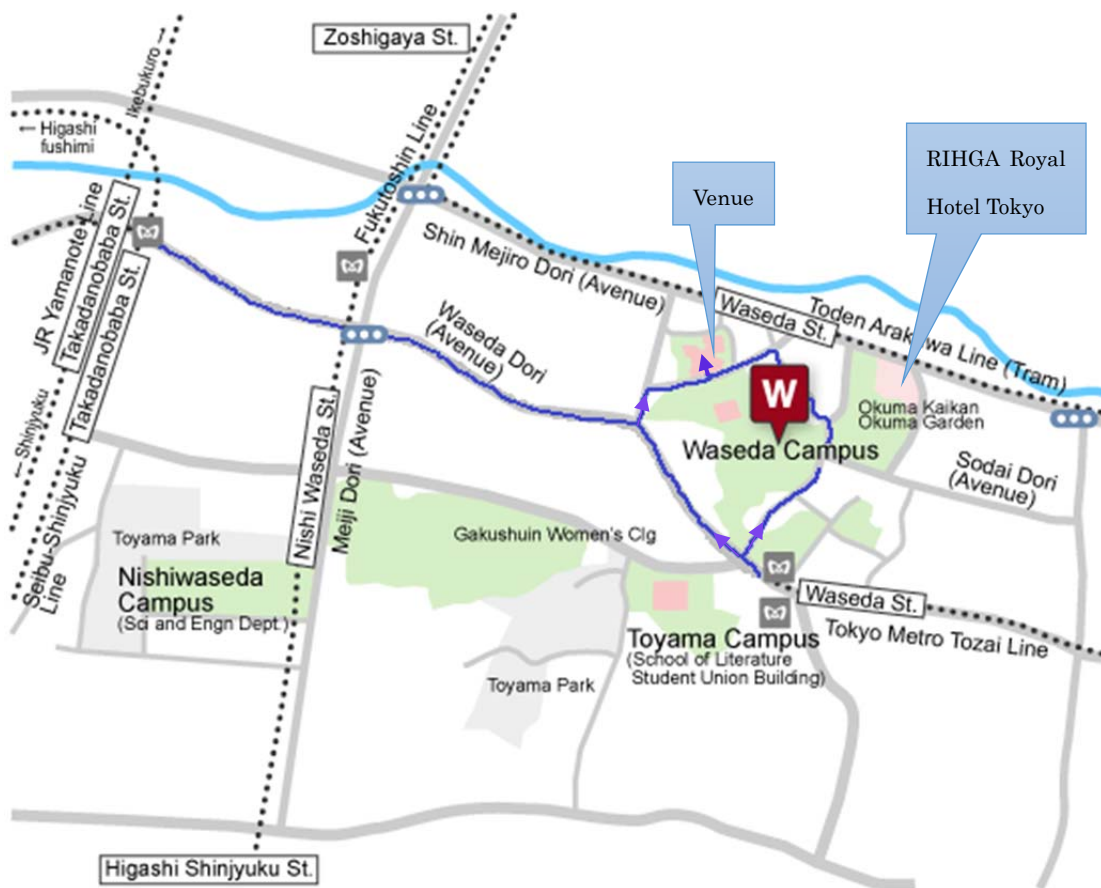 Zoshigaya St.
Ikebukuro →
← Higashi
fushimi
Fukutoshin Line
Venue
RIHGA Royal
Hotel Tokyo
JR Yamanote Line
Takadanobaba St.
Takadanobaba St.
Shin Mejiro Dori (Avenue)
Waseda St.
Toden Arakawa Line (Tram)
Waseda Dori
(Avenue)
W
Okuma Kaikan
Okuma Garden
Waseda Campus
Sodai Dori
(Avenue)
← Shinjyuku
Seibu-Shinjyuku
Line
Nishi Waseda St.
Meiji Dori (Avenue)
Toyama Park
Gakushuin Women's Clg
Nishiwaseda
Campus
(Sci and Engn Dept.)
Waseda St.
Tokyo Metro Tozai Line
Toyama Campus
(School of Literature
Student Union Building)
Toyama Park
Higashi Shinjyuku St.